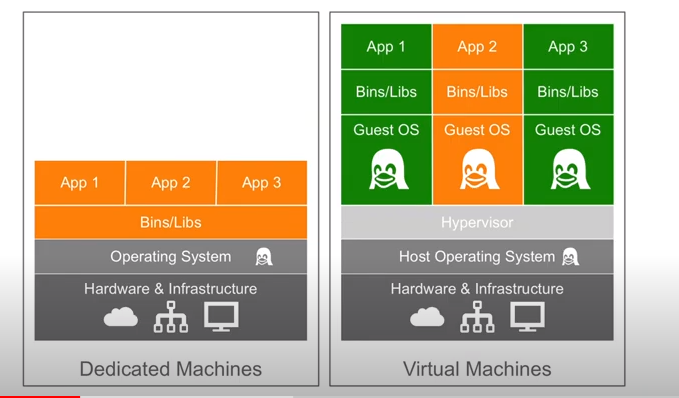 App 1
App 2
App 3
Bins/Libs
Operating System
Hardware & Infrastructure
Dedicated Machines
App 1
App 2
App 3
Bins/Libs
Bins/Libs
Bins/Libs
Guest OS
Guest OS
Guest OS
Hypervisor
Host Operating System
Hardware & Infrastructure
Virtual Machines